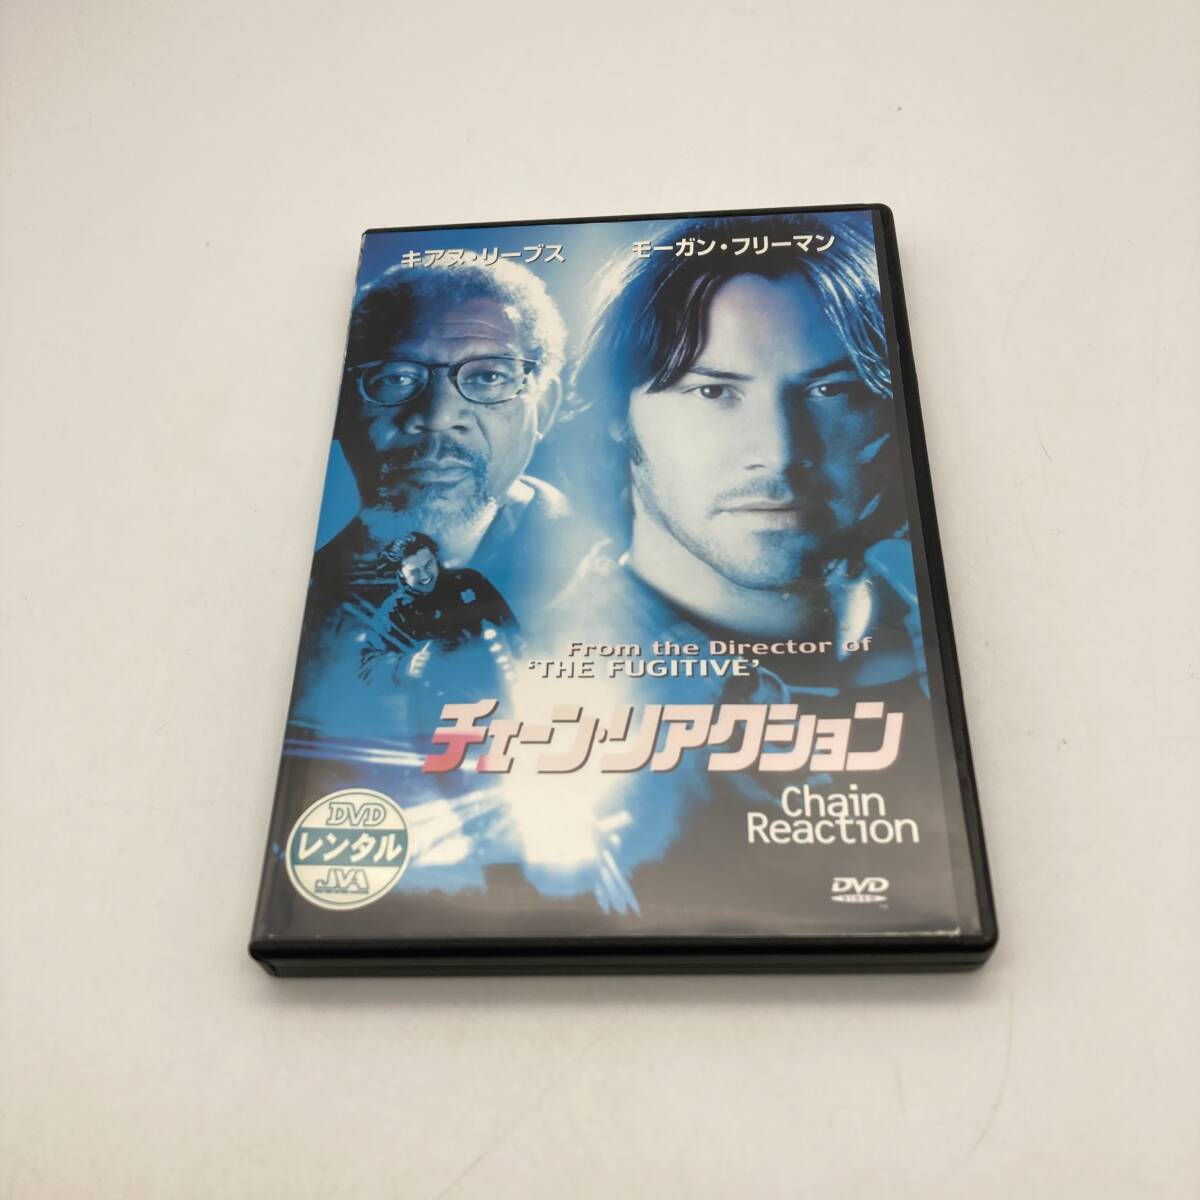 キアヌ・リーブス
モーガン・フリーマン
From the Director of
'THE FUGITIVE'
チェーン・リアクション
Chain
Reaction
DVD
レンタル
JVA
DVD
VIDEO